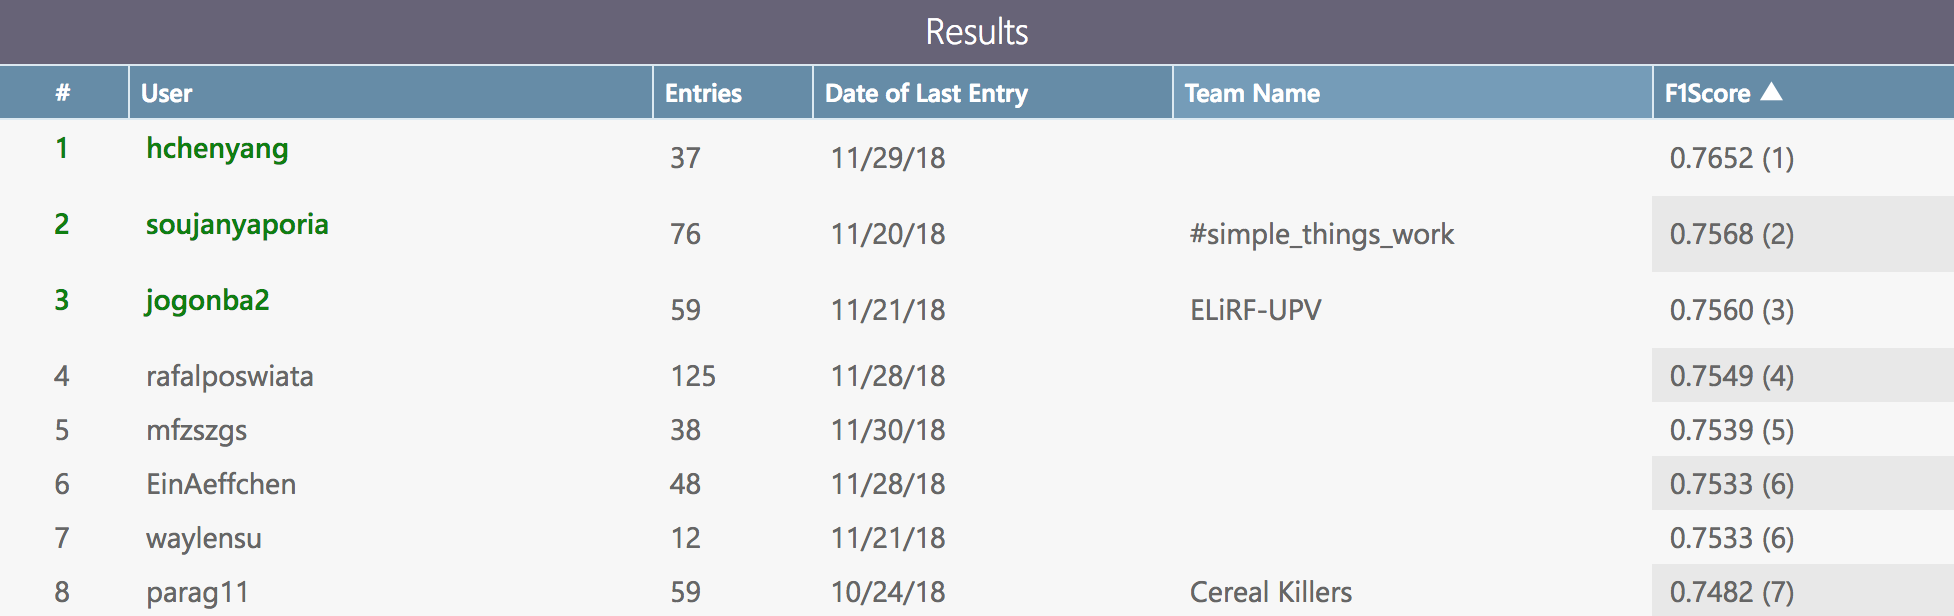 Results
# User Entries Date of Last Entry Team Name F1Score ▲
1 hchenyang 37 11/29/18 0.7652 (1)
2 soujanyaporia 76 11/20/18 #simple_things_work 0.7568 (2)
3 jogonba2 59 11/21/18 ELiRF-UPV 0.7560 (3)
4 rafalposwiata 125 11/28/18 0.7549 (4)
5 mfzszgs 38 11/30/18 0.7539 (5)
6 EinAeffchen 48 11/28/18 0.7533 (6)
7 waylensu 12 11/21/18 0.7533 (6)
8 parag11 59 10/24/18 Cereal Killers 0.7482 (7)